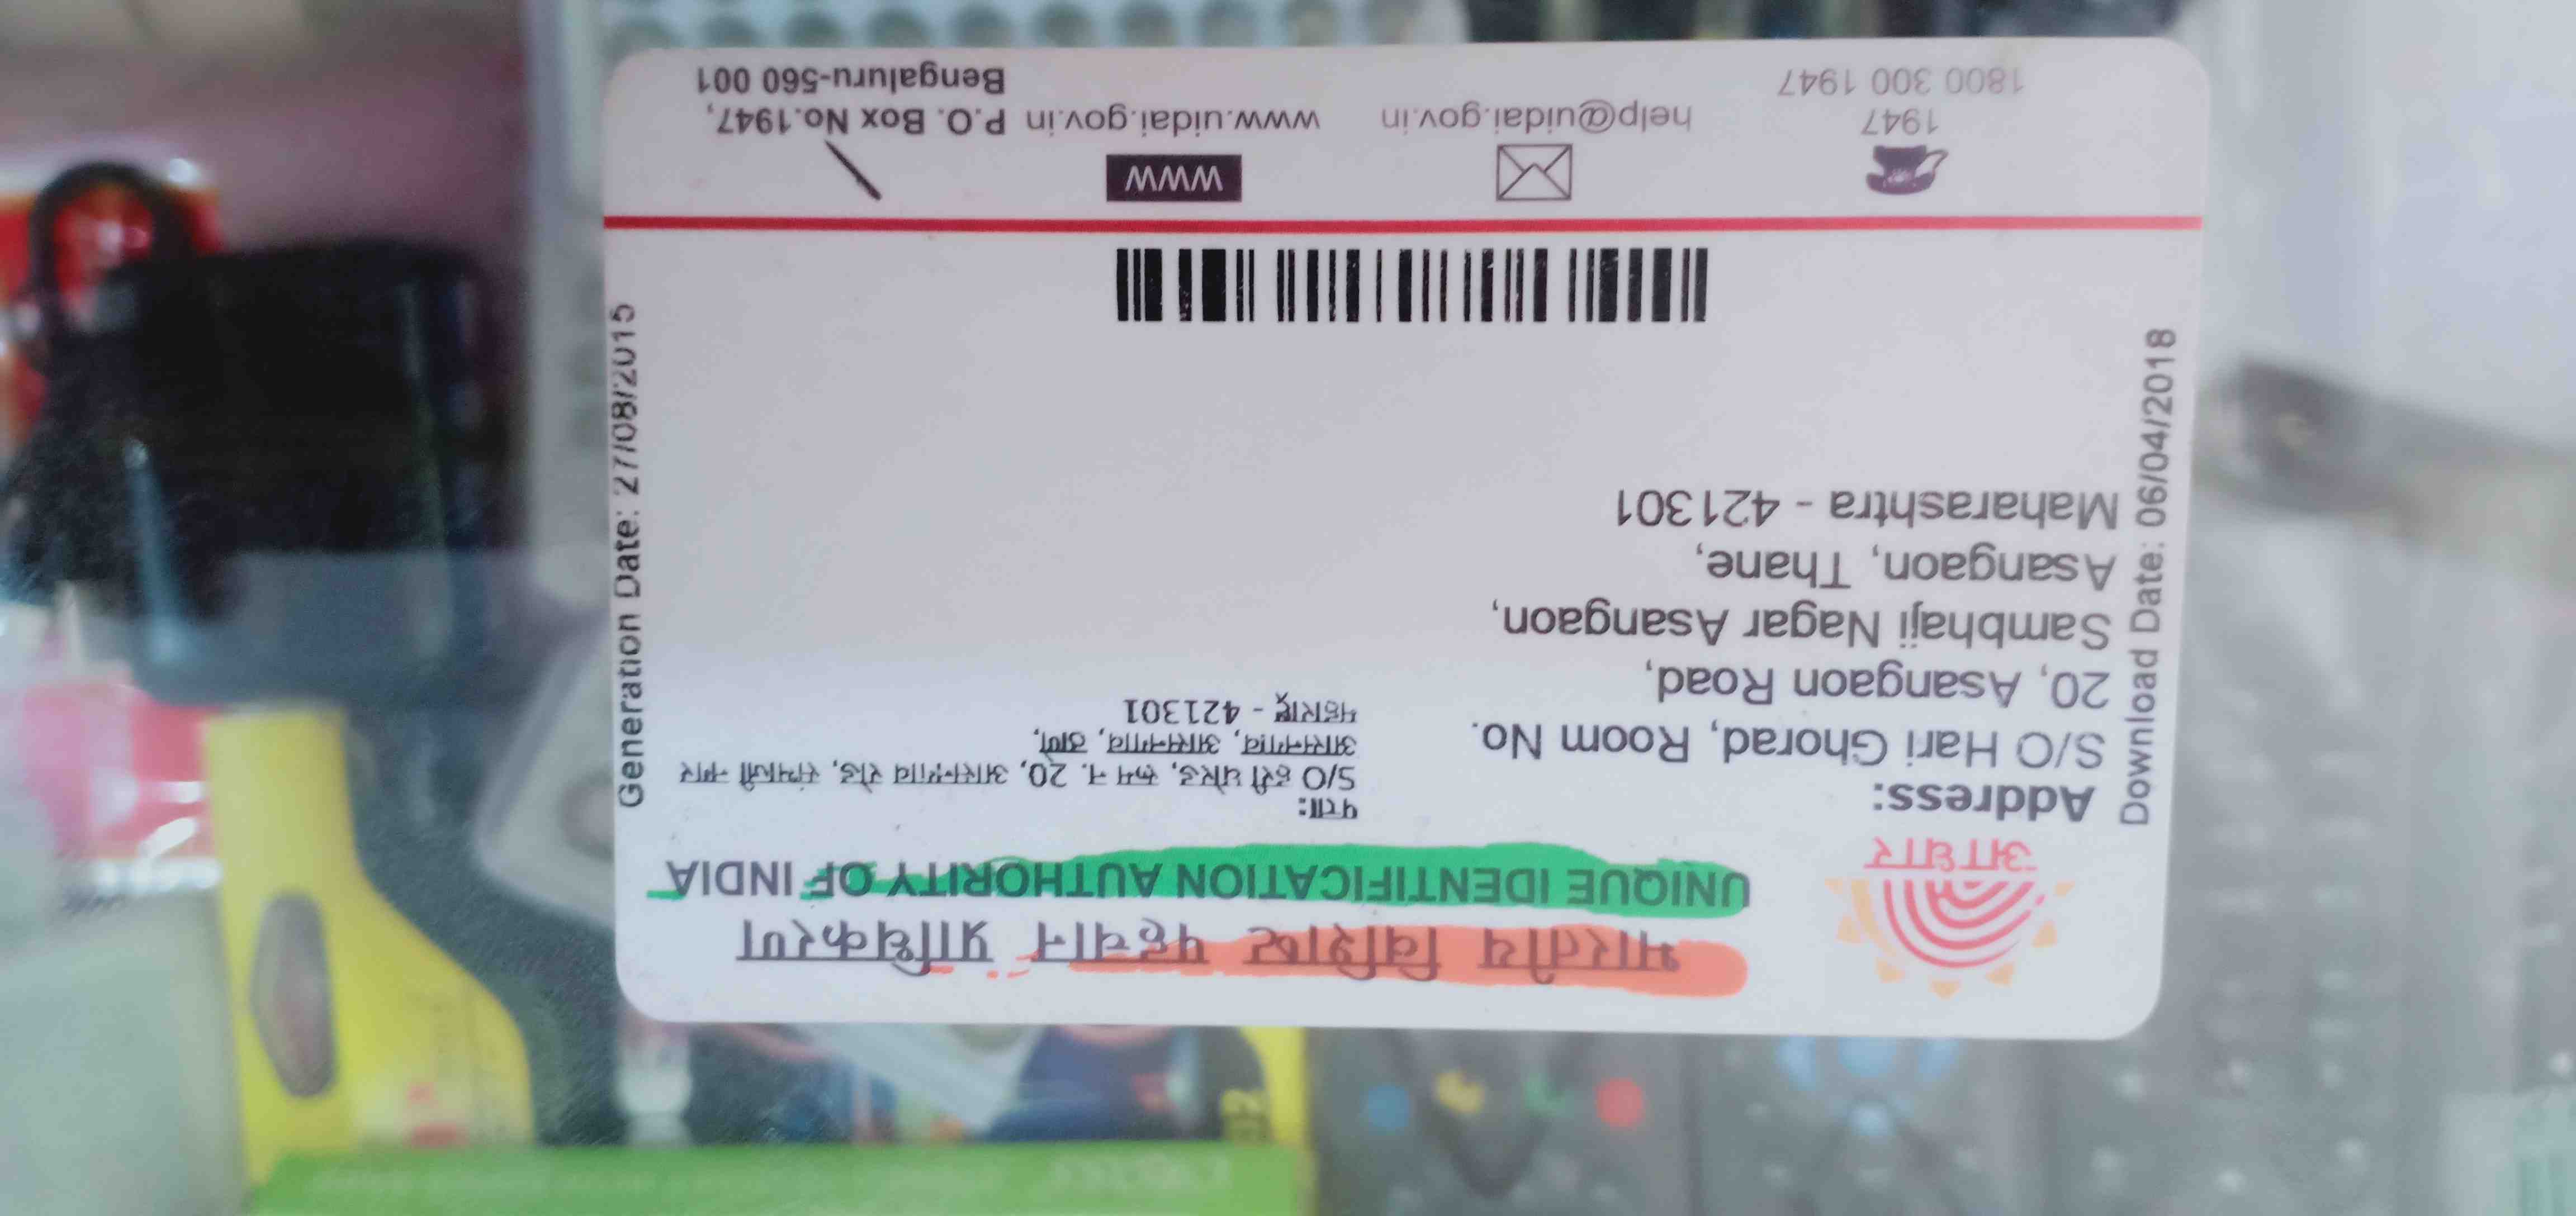 भारतीय विशिष्ट पहचान प्राधिकरण
UNIQUE IDENTIFICATION AUTHORITY OF INDIA
आधार
Address:
S/O Hari Ghorad, Room No.
20, Asangaon Road,
Sambhaji Nagar Asangaon,
Asangaon, Thane,
Maharashtra - 421301
पत्ता:
S/O हरी घोरड, रूम न. 20, आसनगाव रोड, संभाजी नगर
आसनगाव, आसनगाव, ठाणे,
- 421301
Download Date: 06/04/2018
Generation Date: 27/08/2015
1947
1800 300 1947
help@uidai.gov.in
WWW
www.uidai.gov.in
P.O. Box No.1947,
Bengaluru-560 001